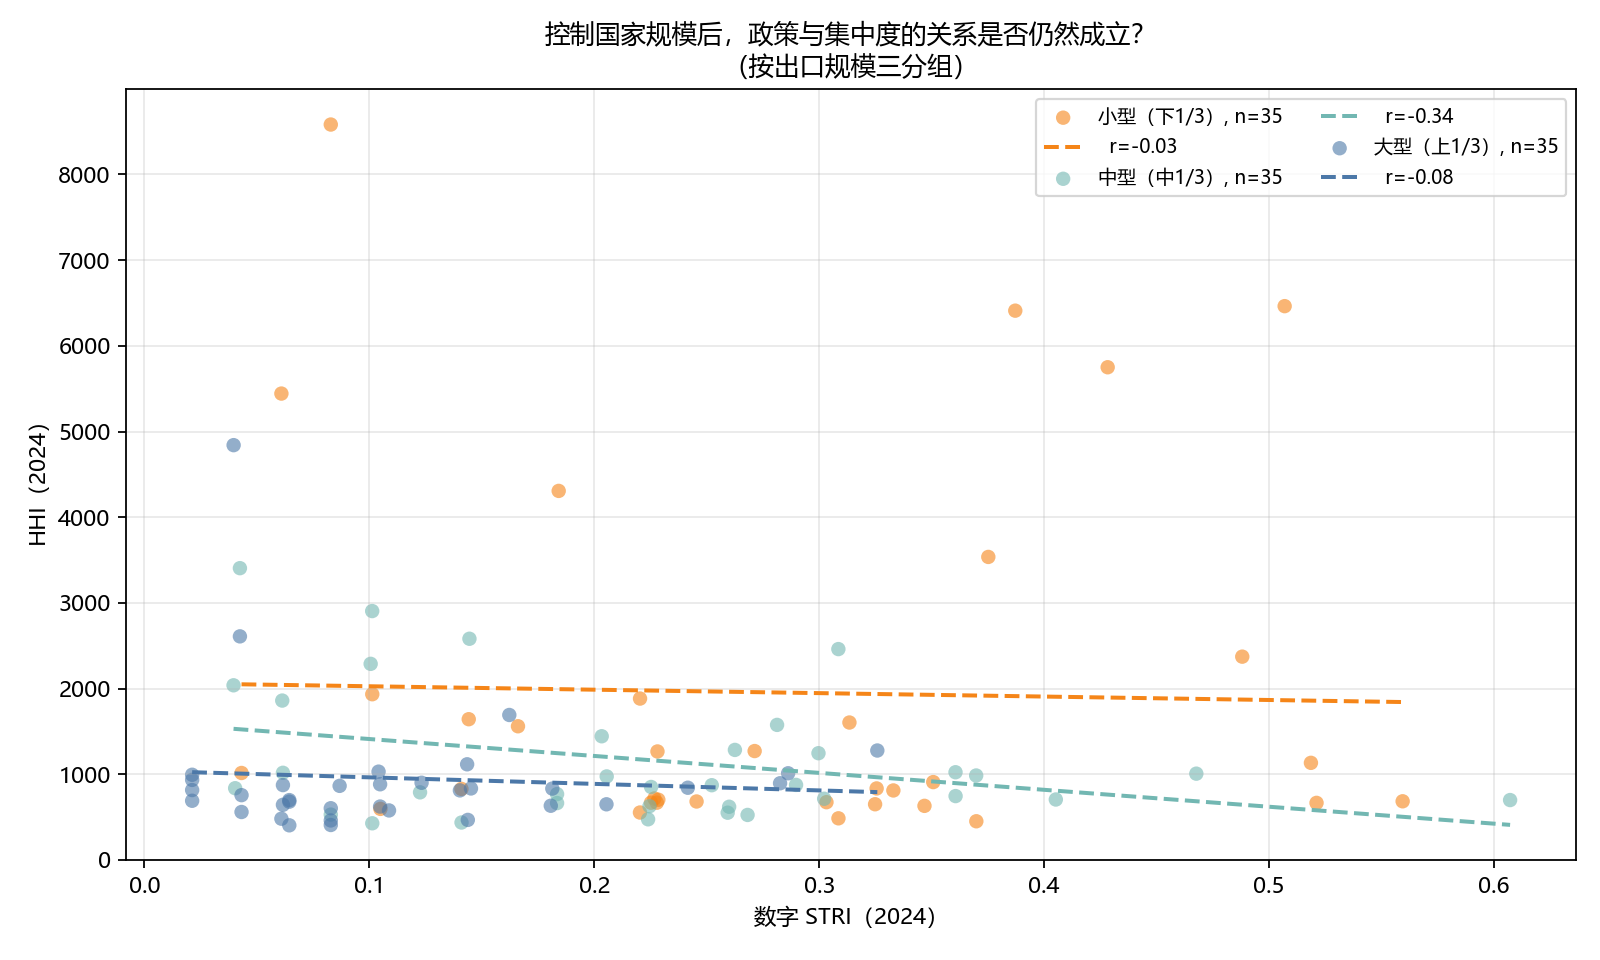 控制国家规模后，政策与集中度的关系是否仍然成立？
（按出口规模三分组）
小型（下1/3）, n=35
r=-0.03
中型（中1/3）, n=35
r=-0.34
大型（上1/3）, n=35
r=-0.08
HHI（2024）
8000
7000
6000
5000
4000
3000
2000
1000
0
0.0 0.1 0.2 0.3 0.4 0.5 0.6
数字 STRI（2024）